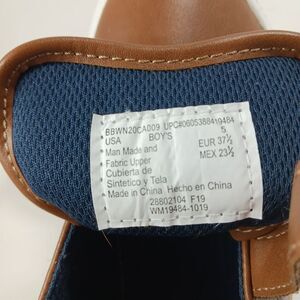 BBWN20CA009 UPC#0605388419484
USA BOY'S 5
Man Made and EUR 37½
Fabric Upper MEX 23½
Cubierta de
Sintetico y Tela
Made in China Hecho en China
28802104 F19
WM19484-1019